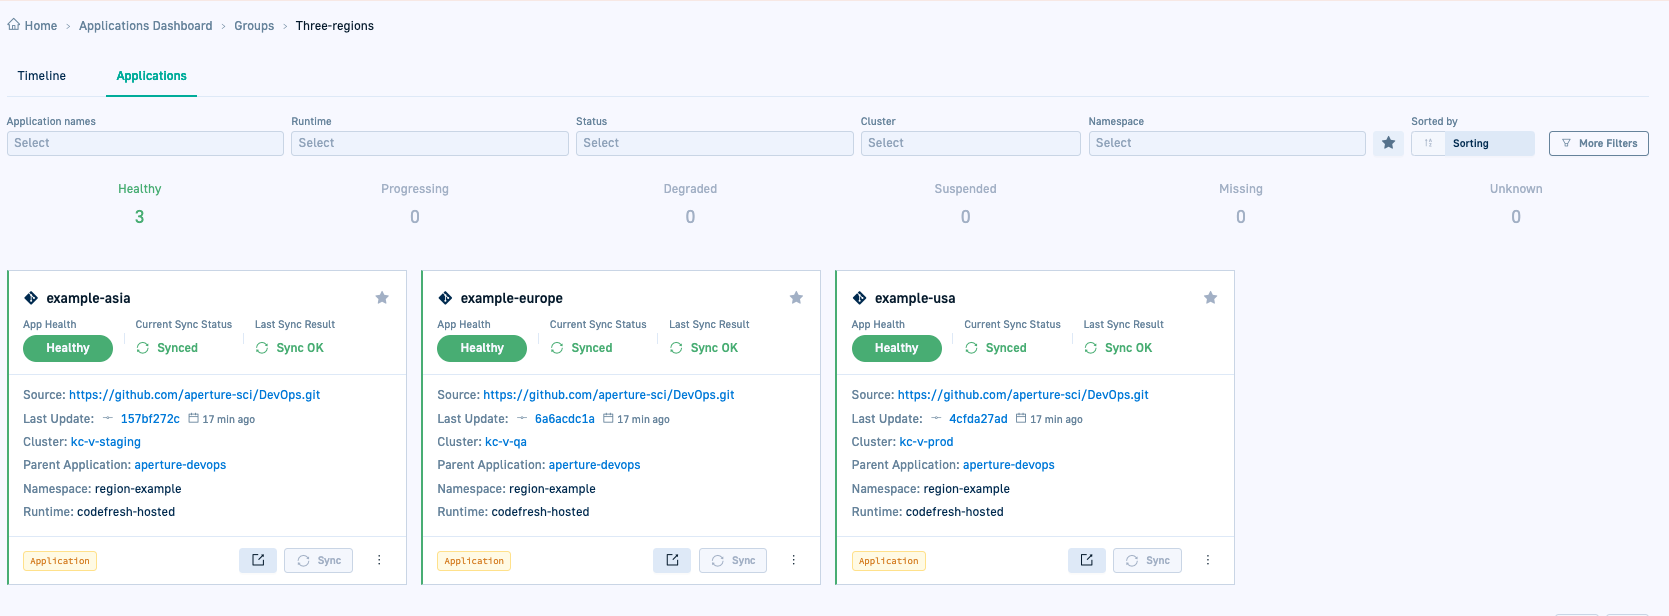 Home > Applications Dashboard > Groups > Three-regions
Timeline Applications
Application names Runtime Status Cluster Namespace Sorted by
Select Select Select Select Select Sorting More Filters
Healthy Progressing Degraded Suspended Missing Unknown
3 0 0 0 0 0
example-asia
App Health Current Sync Status Last Sync Result
Healthy Synced Sync OK
Source: https://github.com/aperture-sci/DevOps.git
Last Update: 157bf272c 17 min ago
Cluster: kc-v-staging
Parent Application: aperture-devops
Namespace: region-example
Runtime: codefresh-hosted
Application Sync
example-europe
App Health Current Sync Status Last Sync Result
Healthy Synced Sync OK
Source: https://github.com/aperture-sci/DevOps.git
Last Update: 6a6acdc1a 17 min ago
Cluster: kc-v-qa
Parent Application: aperture-devops
Namespace: region-example
Runtime: codefresh-hosted
Application Sync
example-usa
App Health Current Sync Status Last Sync Result
Healthy Synced Sync OK
Source: https://github.com/aperture-sci/DevOps.git
Last Update: 4cfda27ad 17 min ago
Cluster: kc-v-prod
Parent Application: aperture-devops
Namespace: region-example
Runtime: codefresh-hosted
Application Sync